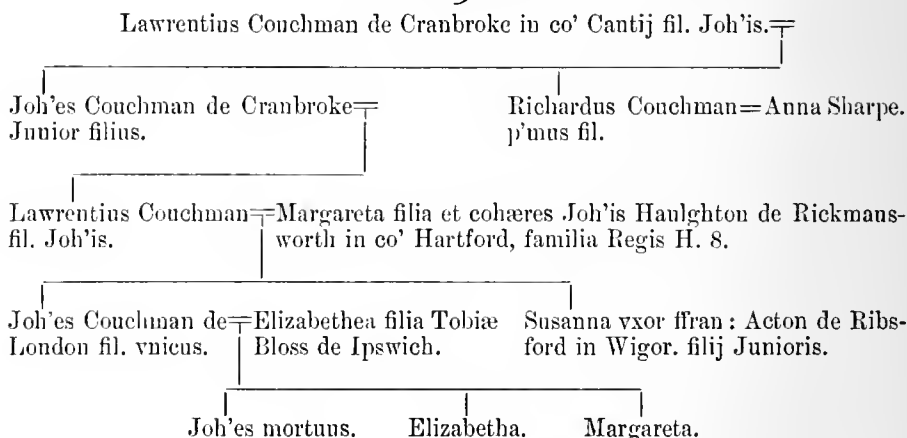 Lawrentius Couchman de Cranbroke in co' Cantij fil. Joh'is.
Joh'es Couchman de Cranbroke
Junior filius.
Richardus Couchman=Anna Sharpe.
p'mus fil.
Lawrentius Couchman=Margareta filia et cohæres Joh'is Haulghton de Rickmans-
fil. Joh'is.
worth in co' Hartford, familia Regis H. 8.
Joh'es Couchman de=Elizabethea filia Tobiæ
London fil. vnicus.
Bloss de Ipswich.
Susanna vxor ffran : Acton de Ribs-
ford in Wigor. filij Junioris.
Joh'es mortuus.
Elizabetha.
Margareta.